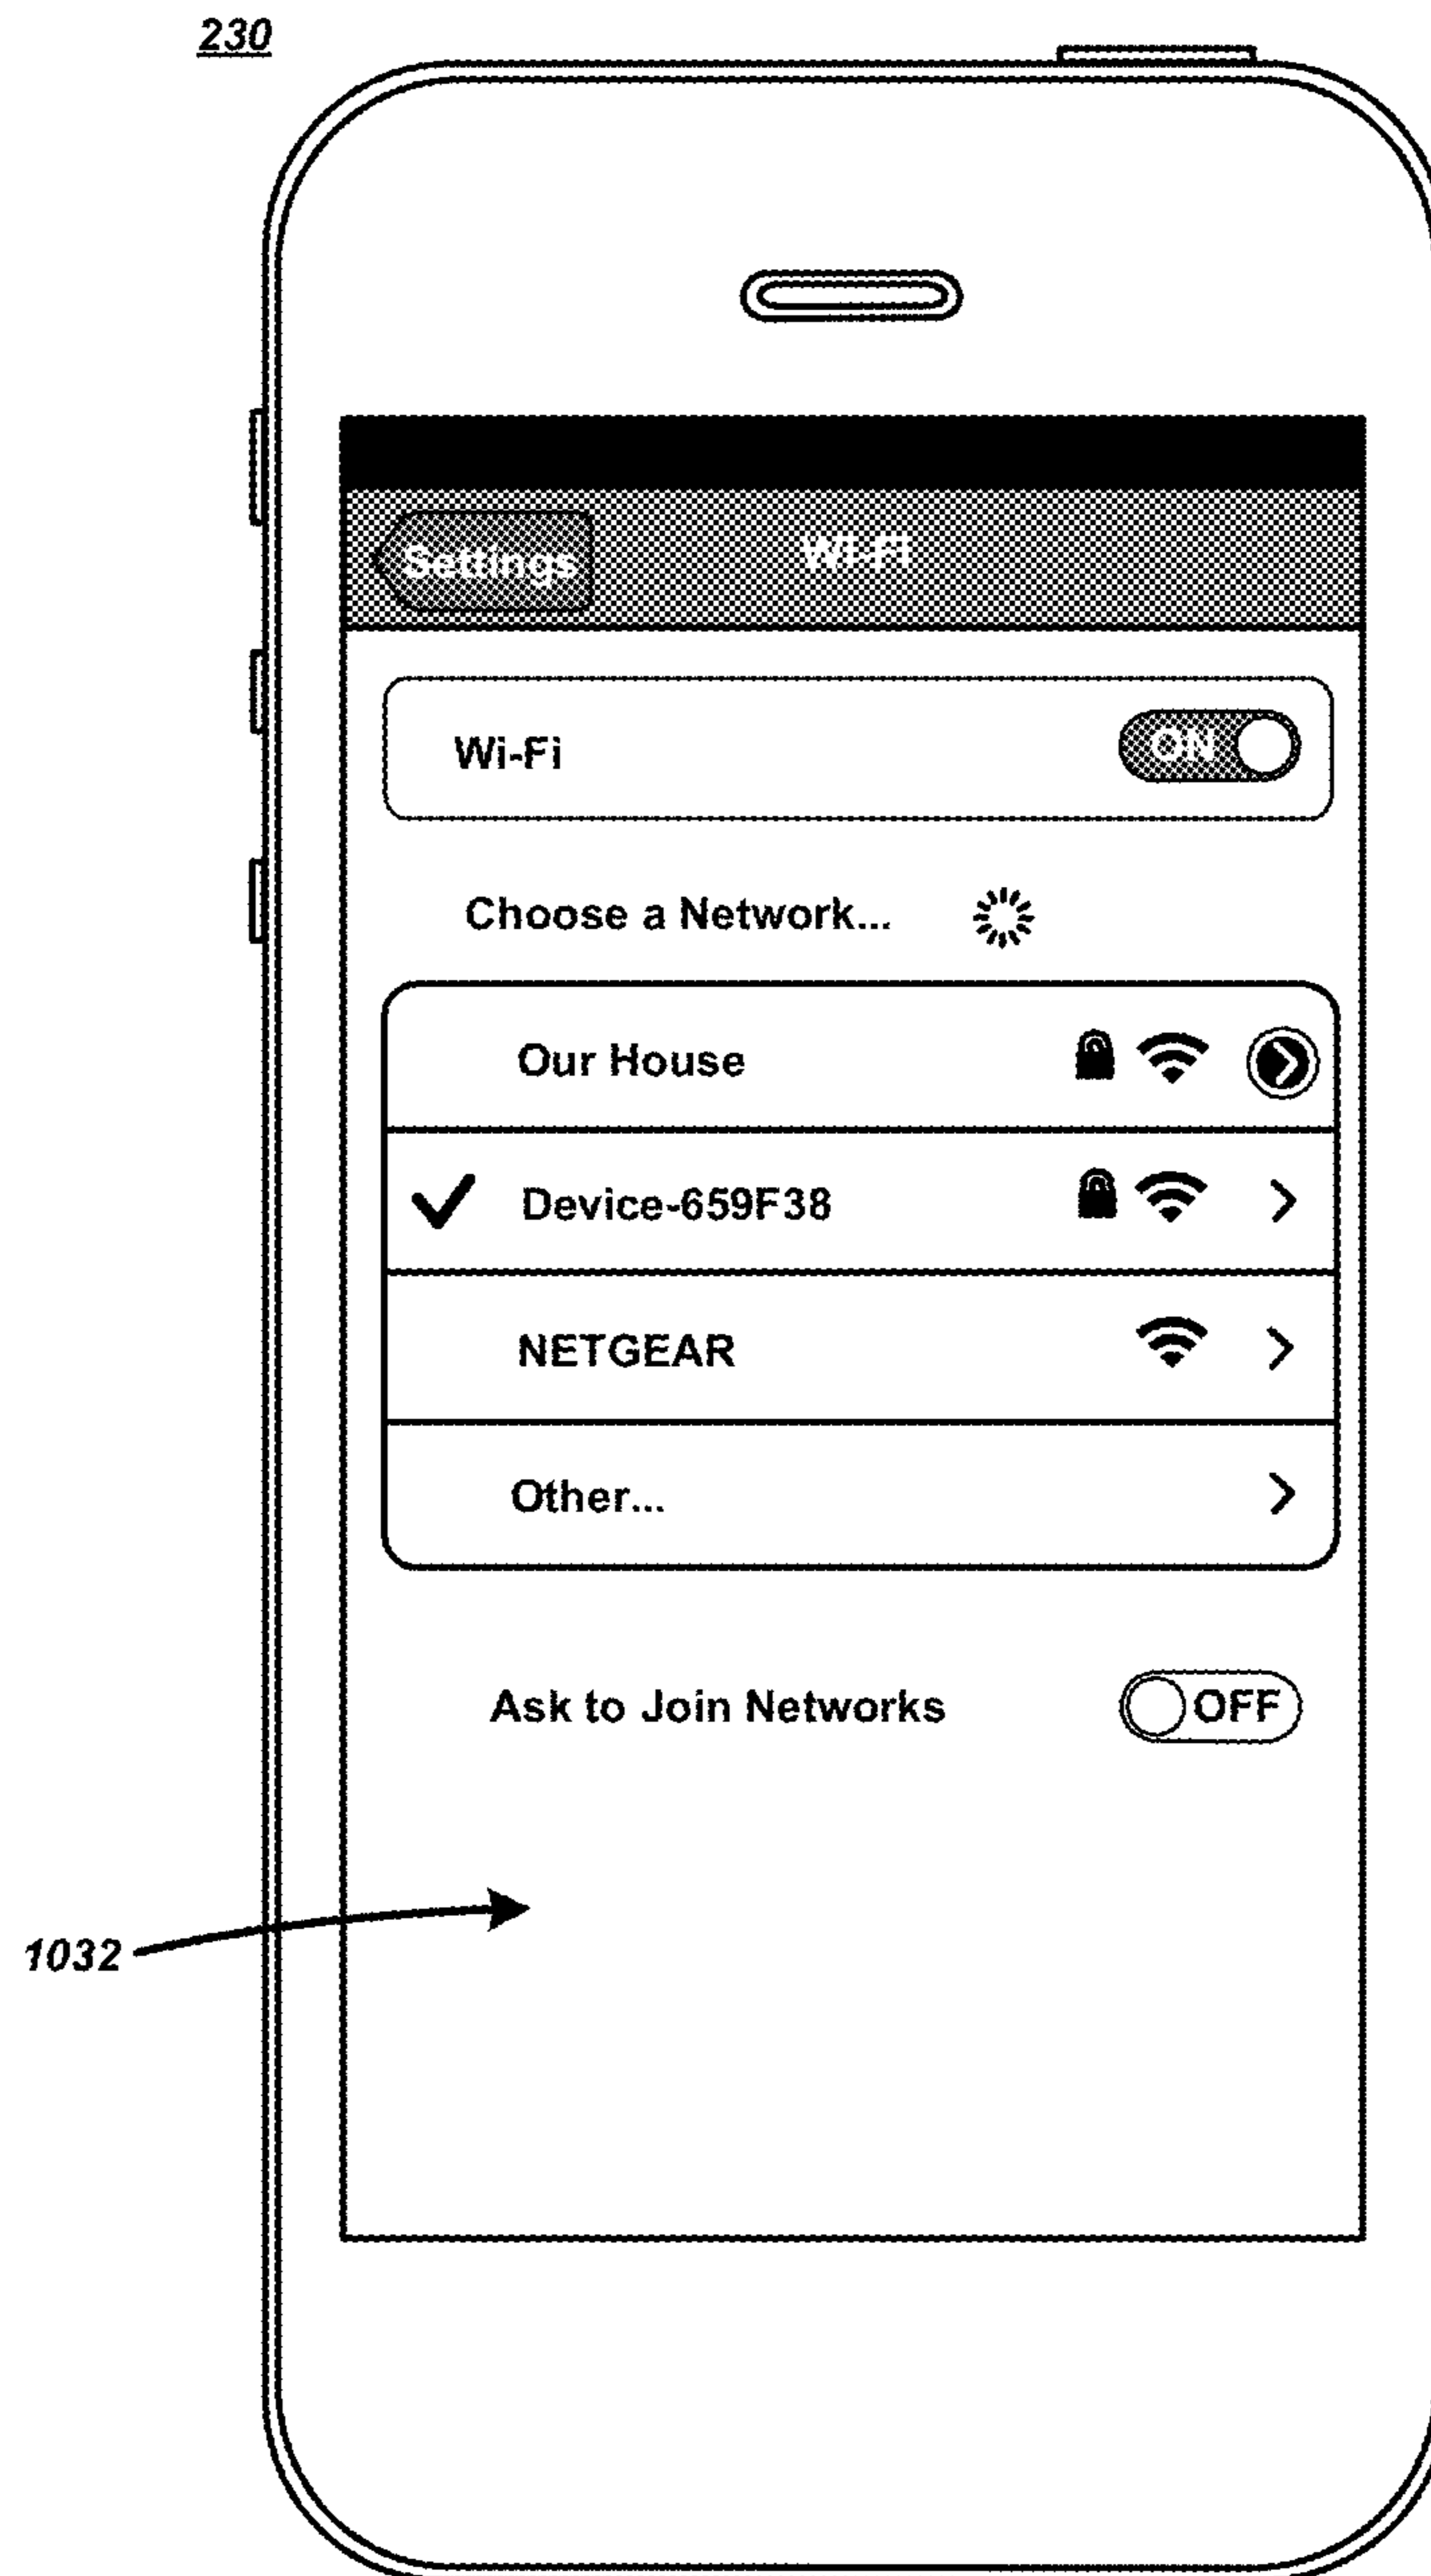 230
Settings
Wi-Fi
Wi-Fi
ON
Choose a Network...
Our House
Device-659F38
NETGEAR
Other...
Ask to Join Networks
OFF
1032